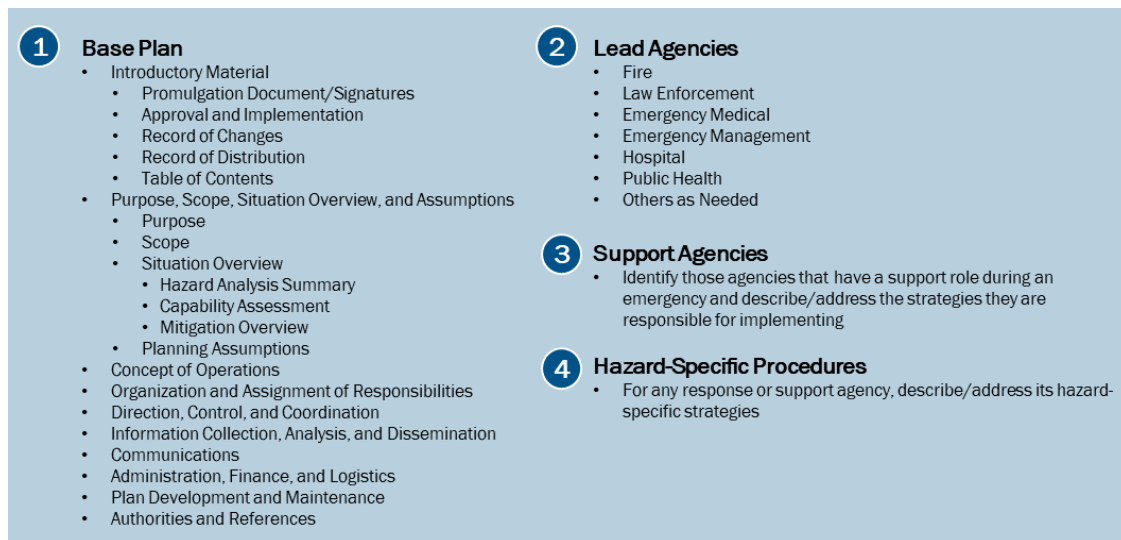 1 Base Plan
• Introductory Material
• Promulgation Document/Signatures
• Approval and Implementation
• Record of Changes
• Record of Distribution
• Table of Contents
• Purpose, Scope, Situation Overview, and Assumptions
• Purpose
• Scope
• Situation Overview
• Hazard Analysis Summary
• Capability Assessment
• Mitigation Overview
• Planning Assumptions
• Concept of Operations
• Organization and Assignment of Responsibilities
• Direction, Control, and Coordination
• Information Collection, Analysis, and Dissemination
• Communications
• Administration, Finance, and Logistics
• Plan Development and Maintenance
• Authorities and References
2 Lead Agencies
• Fire
• Law Enforcement
• Emergency Medical
• Emergency Management
• Hospital
• Public Health
• Others as Needed
3 Support Agencies
• Identify those agencies that have a support role during an
emergency and describe/address the strategies they are
responsible for implementing
4 Hazard-Specific Procedures
• For any response or support agency, describe/address its hazard-
specific strategies